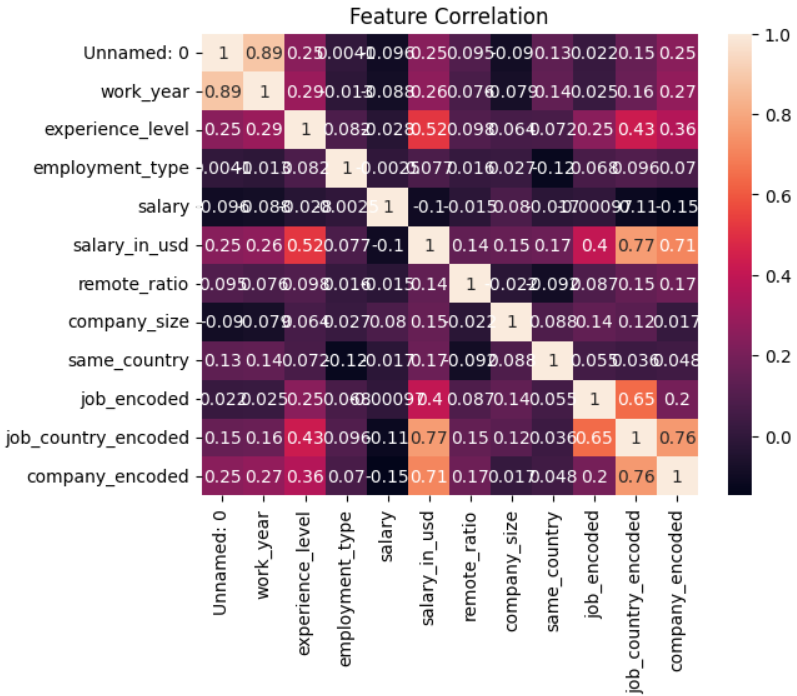 Feature Correlation
Unnamed: 0 1 0.89 0.25 0.0041 -0.096 0.25 0.095 -0.09 0.13 0.022 0.15 0.25
work_year 0.89 1 0.29 -0.013 -0.088 0.26 0.076 -0.079 0.14 0.025 0.16 0.27
experience_level 0.25 0.29 1 0.082 -0.028 0.52 0.098 0.064 0.072 0.25 0.43 0.36
employment_type 0.0041 -0.013 0.082 1 -0.0025 0.077 0.016 0.027 -0.12 0.068 0.096 0.07
salary -0.096 -0.088 -0.028 -0.0025 1 -0.1 -0.015 0.08 -0.017 -0.00097 -0.11 -0.15
salary_in_usd 0.25 0.26 0.52 0.077 -0.1 1 0.14 0.15 0.17 0.4 0.77 0.71
remote_ratio 0.095 0.076 0.098 0.016 -0.015 0.14 1 -0.022 -0.092 0.087 0.15 0.17
company_size -0.09 -0.079 0.064 0.027 0.08 0.15 -0.022 1 0.088 0.14 0.12 0.017
same_country 0.13 0.14 0.072 -0.12 -0.017 0.17 -0.092 0.088 1 0.055 0.036 0.048
job_encoded 0.022 0.025 0.25 0.068 -0.00097 0.4 0.087 0.14 0.055 1 0.65 0.2
job_country_encoded 0.15 0.16 0.43 0.096 -0.11 0.77 0.15 0.12 0.036 0.65 1 0.76
company_encoded 0.25 0.27 0.36 0.07 -0.15 0.71 0.17 0.017 0.048 0.2 0.76 1
Unnamed: 0
work_year
experience_level
employment_type
salary
salary_in_usd
remote_ratio
company_size
same_country
job_encoded
job_country_encoded
company_encoded
1.0
0.8
0.6
0.4
0.2
0.0